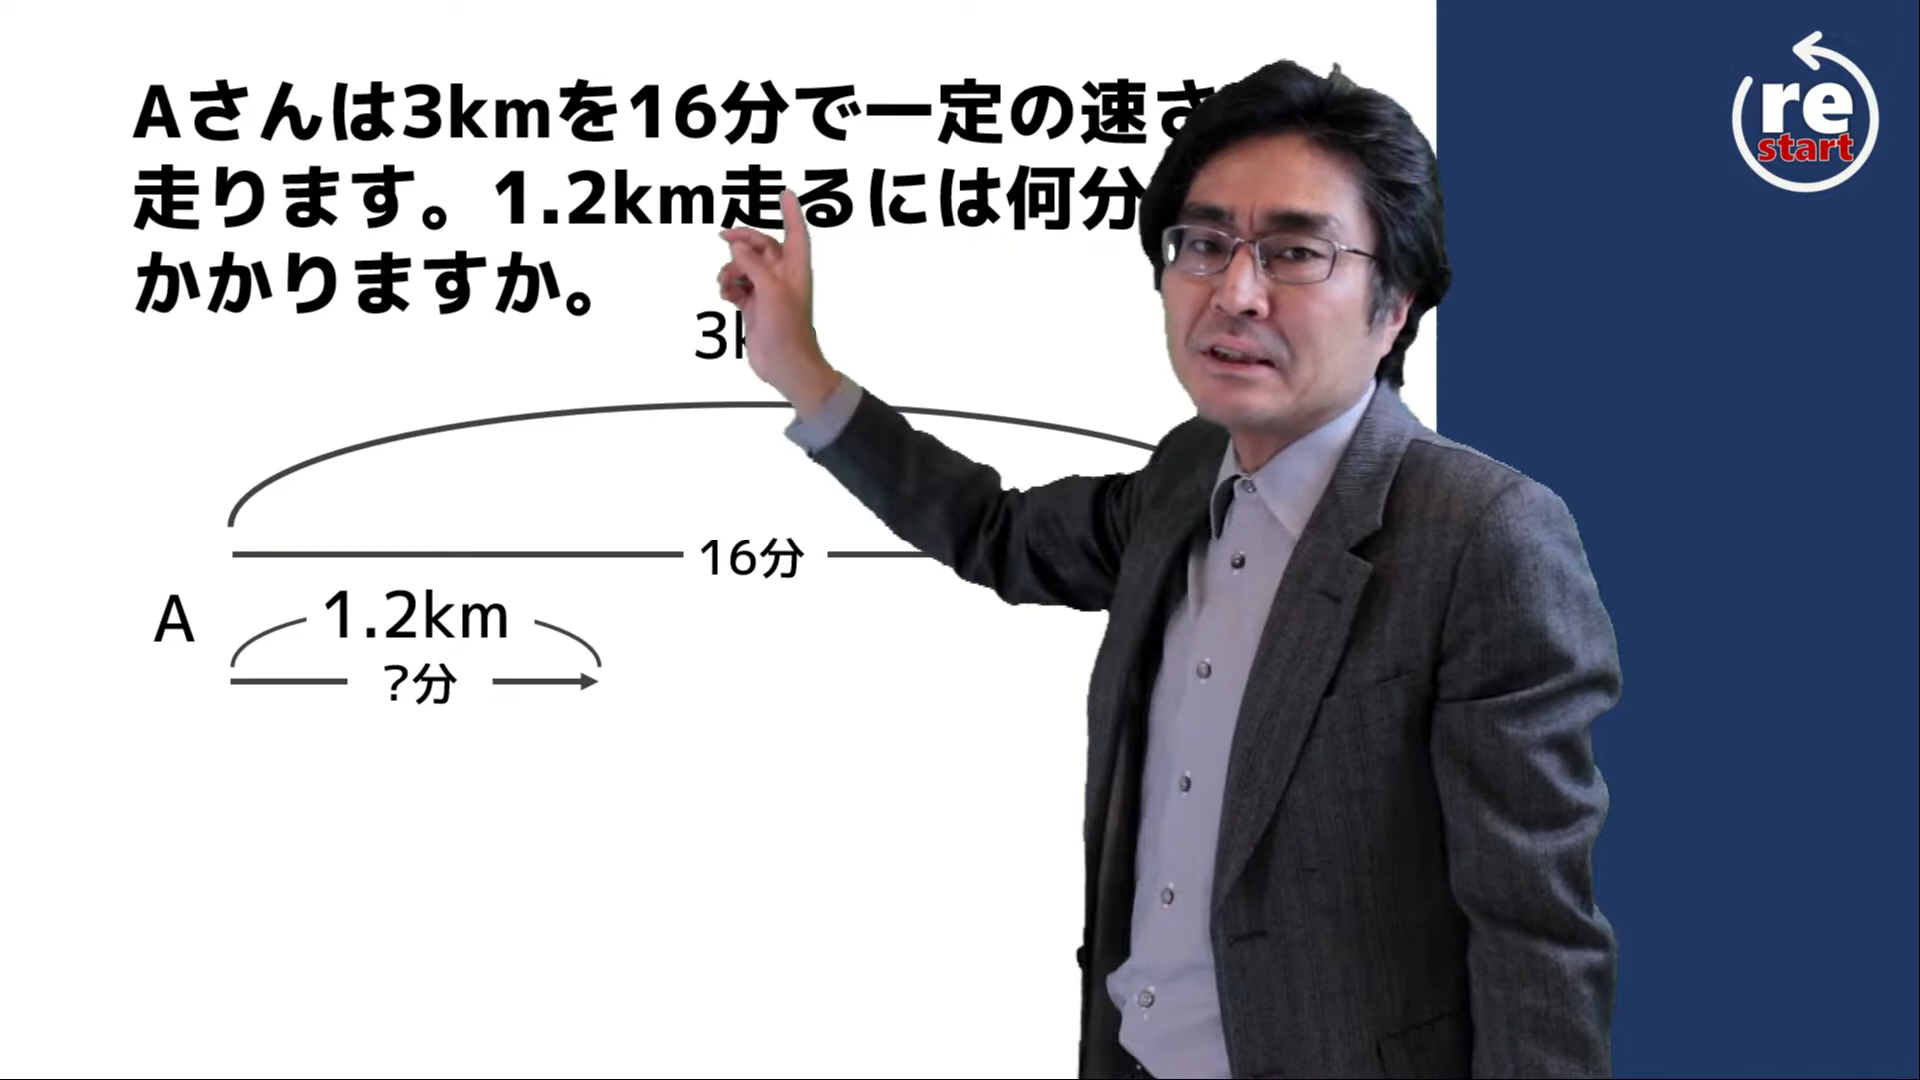 Aさんは3kmを16分で一定の速さ
走ります。1.2km走るには何分
かかりますか。
3k
16分
A
1.2km
?分
re
start